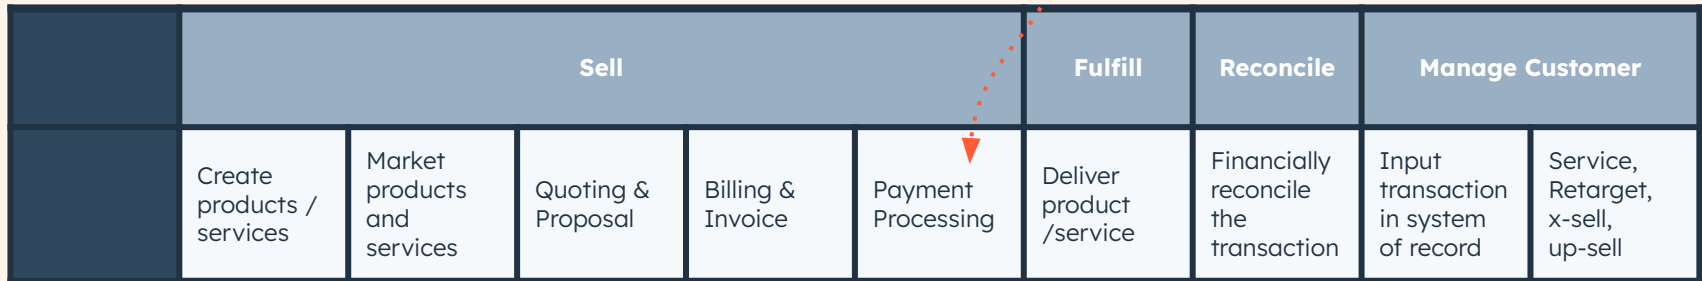 Sell
Fulfill
Reconcile
Manage Customer
Create
products /
services
Market
products
and
services
Quoting &
Proposal
Billing &
Invoice
Payment
Processing
Deliver
product
/service
Financially
reconcile
the
transaction
Input
transaction
in system
of record
Service,
Retarget,
x-sell,
up-sell